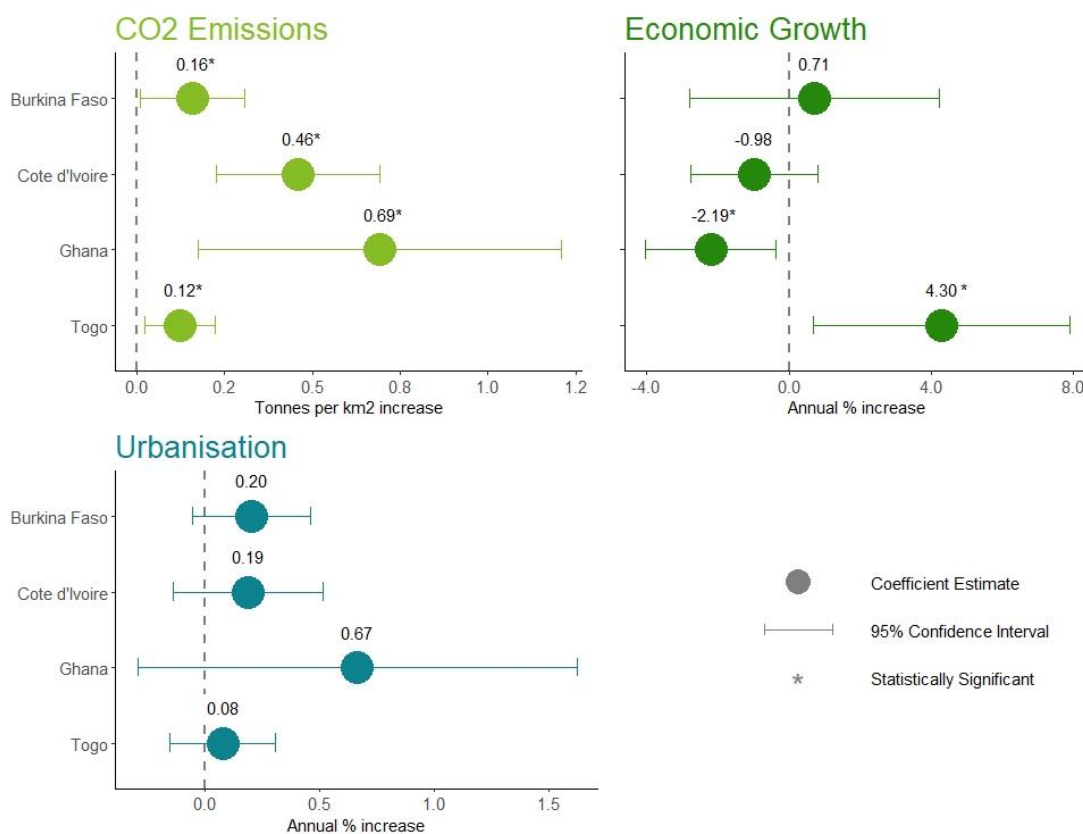 CO2 Emissions
0.16*
Burkina Faso
0.46*
Cote d'Ivoire
0.69*
Ghana
0.12*
Togo
0.0 0.2 0.5 0.8 1.0 1.2
Tonnes per km2 increase
Economic Growth
0.71
-0.98
-2.19*
4.30 *
-4.0 0.0 4.0 8.0
Annual % increase
Urbanisation
0.20
Burkina Faso
0.19
Cote d'Ivoire
0.67
Ghana
0.08
Togo
0.0 0.5 1.0 1.5
Annual % increase
Coefficient Estimate
95% Confidence Interval
* Statistically Significant